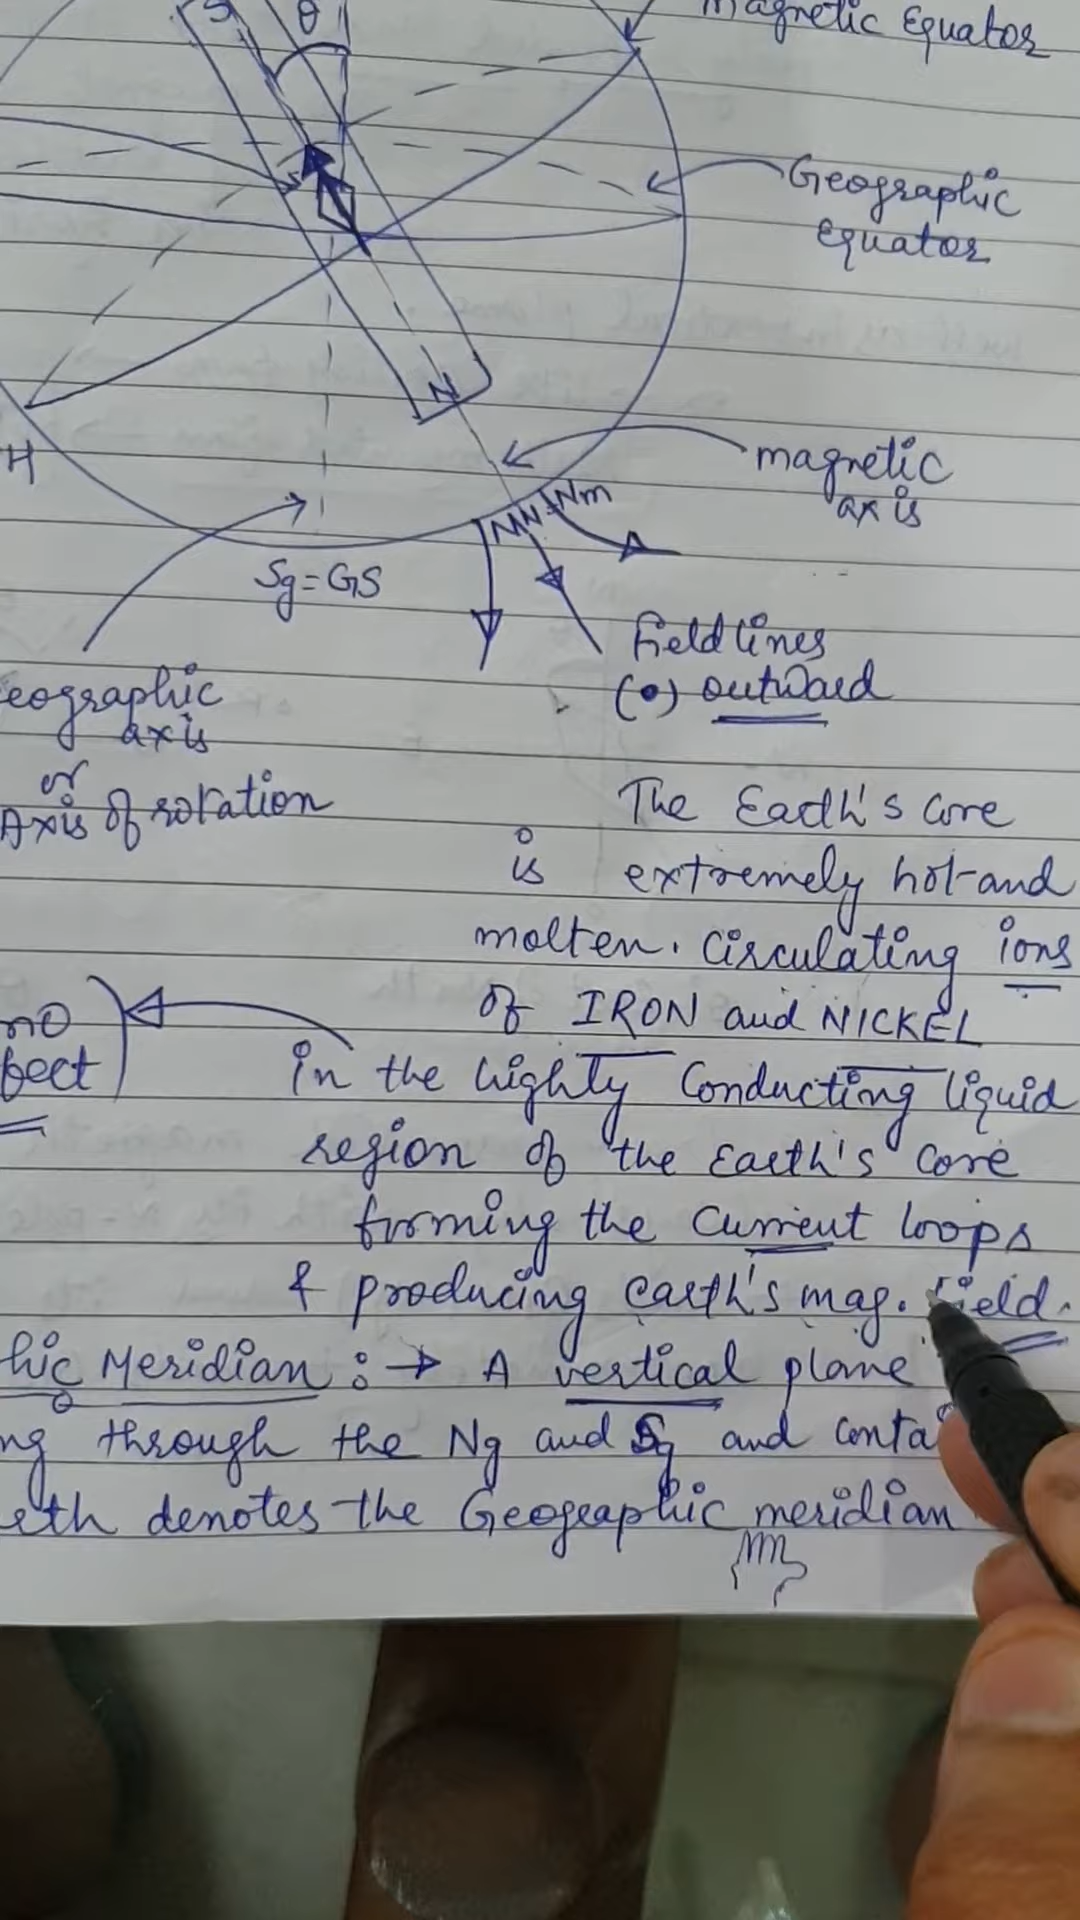 S θ
Magnetic Equator
Geographic
Equator
N
H
magnetic
axis
Nm
Sg = GS
Field lines
(•) outward
eographic
axis
or
Axis of rotation
The Earth's core
is extremely hot and
molten. Circulating ions
of IRON and NICKEL
no
fect
in the highly Conducting liquid
region of the Earth's core
forming the current loops
& producing earth's mag. field.
hic Meridian :→ A vertical plane
ng through the Ng and Sg and conta
denotes the Geographic meridian